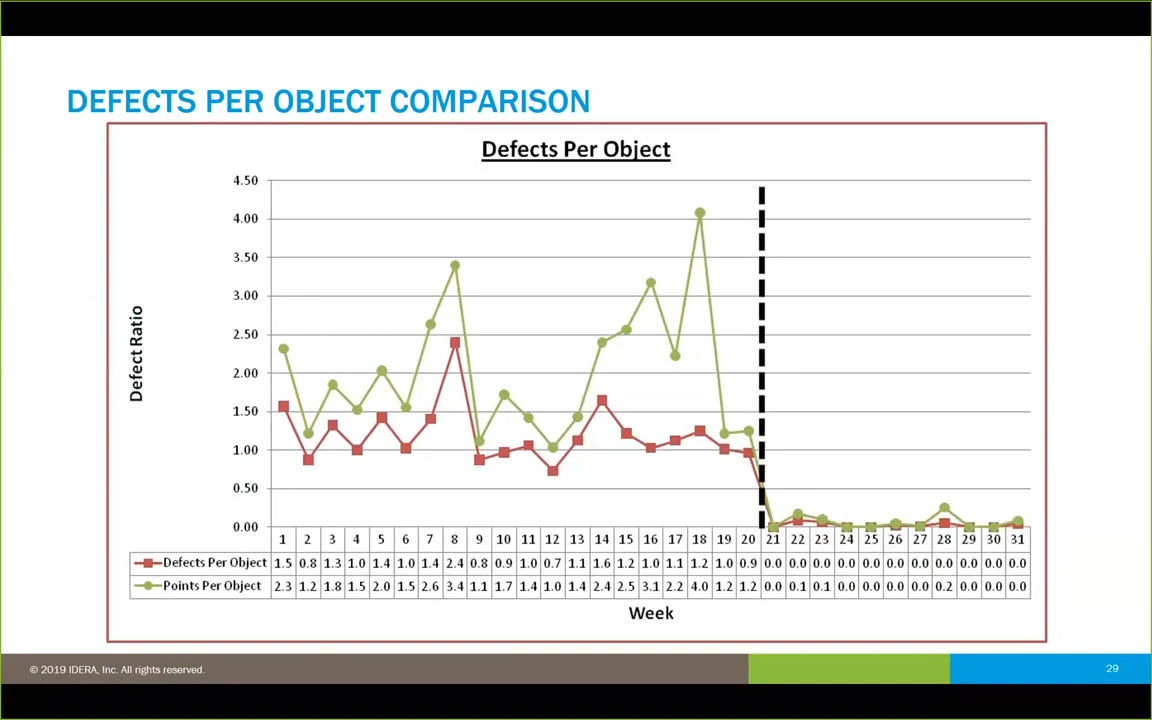 DEFECTS PER OBJECT COMPARISON
Defects Per Object
4.50
4.00
3.50
3.00
2.50
2.00
1.50
1.00
0.50
0.00
Defect Ratio
1 2 3 4 5 6 7 8 9 10 11 12 13 14 15 16 17 18 19 20 21 22 23 24 25 26 27 28 29 30 31
Defects Per Object 1.5 0.8 1.3 1.0 1.4 1.0 1.4 2.4 0.8 0.9 1.0 0.7 1.1 1.6 1.2 1.0 1.1 1.2 1.0 0.9 0.0 0.0 0.0 0.0 0.0 0.0 0.0 0.0 0.0 0.0 0.0
Points Per Object 2.3 1.2 1.8 1.5 2.0 1.5 2.6 3.4 1.1 1.7 1.4 1.0 1.4 2.4 2.5 3.1 2.2 4.0 1.2 1.2 0.0 0.1 0.1 0.0 0.0 0.0 0.0 0.2 0.0 0.0 0.0
Week
© 2019 IDERA, Inc. All rights reserved.
29